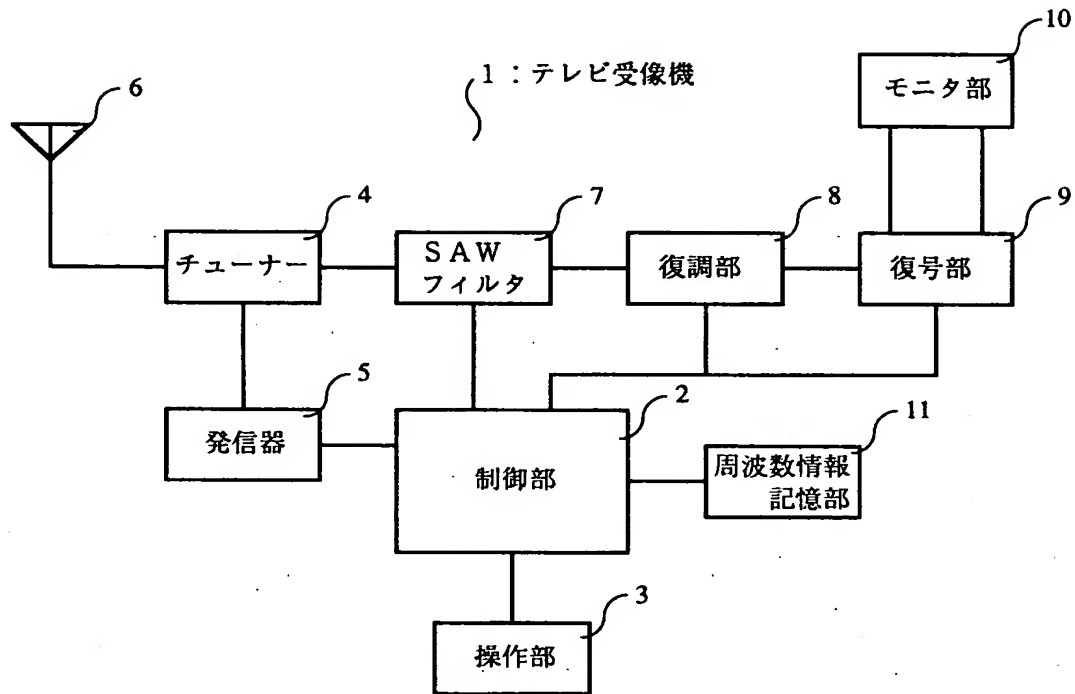 10
1：テレビ受像機
モニタ部
6
4
7
8
9
チューナー
SAW
フィルタ
復調部
復号部
5
2
11
発信器
制御部
周波数情報
記憶部
3
操作部